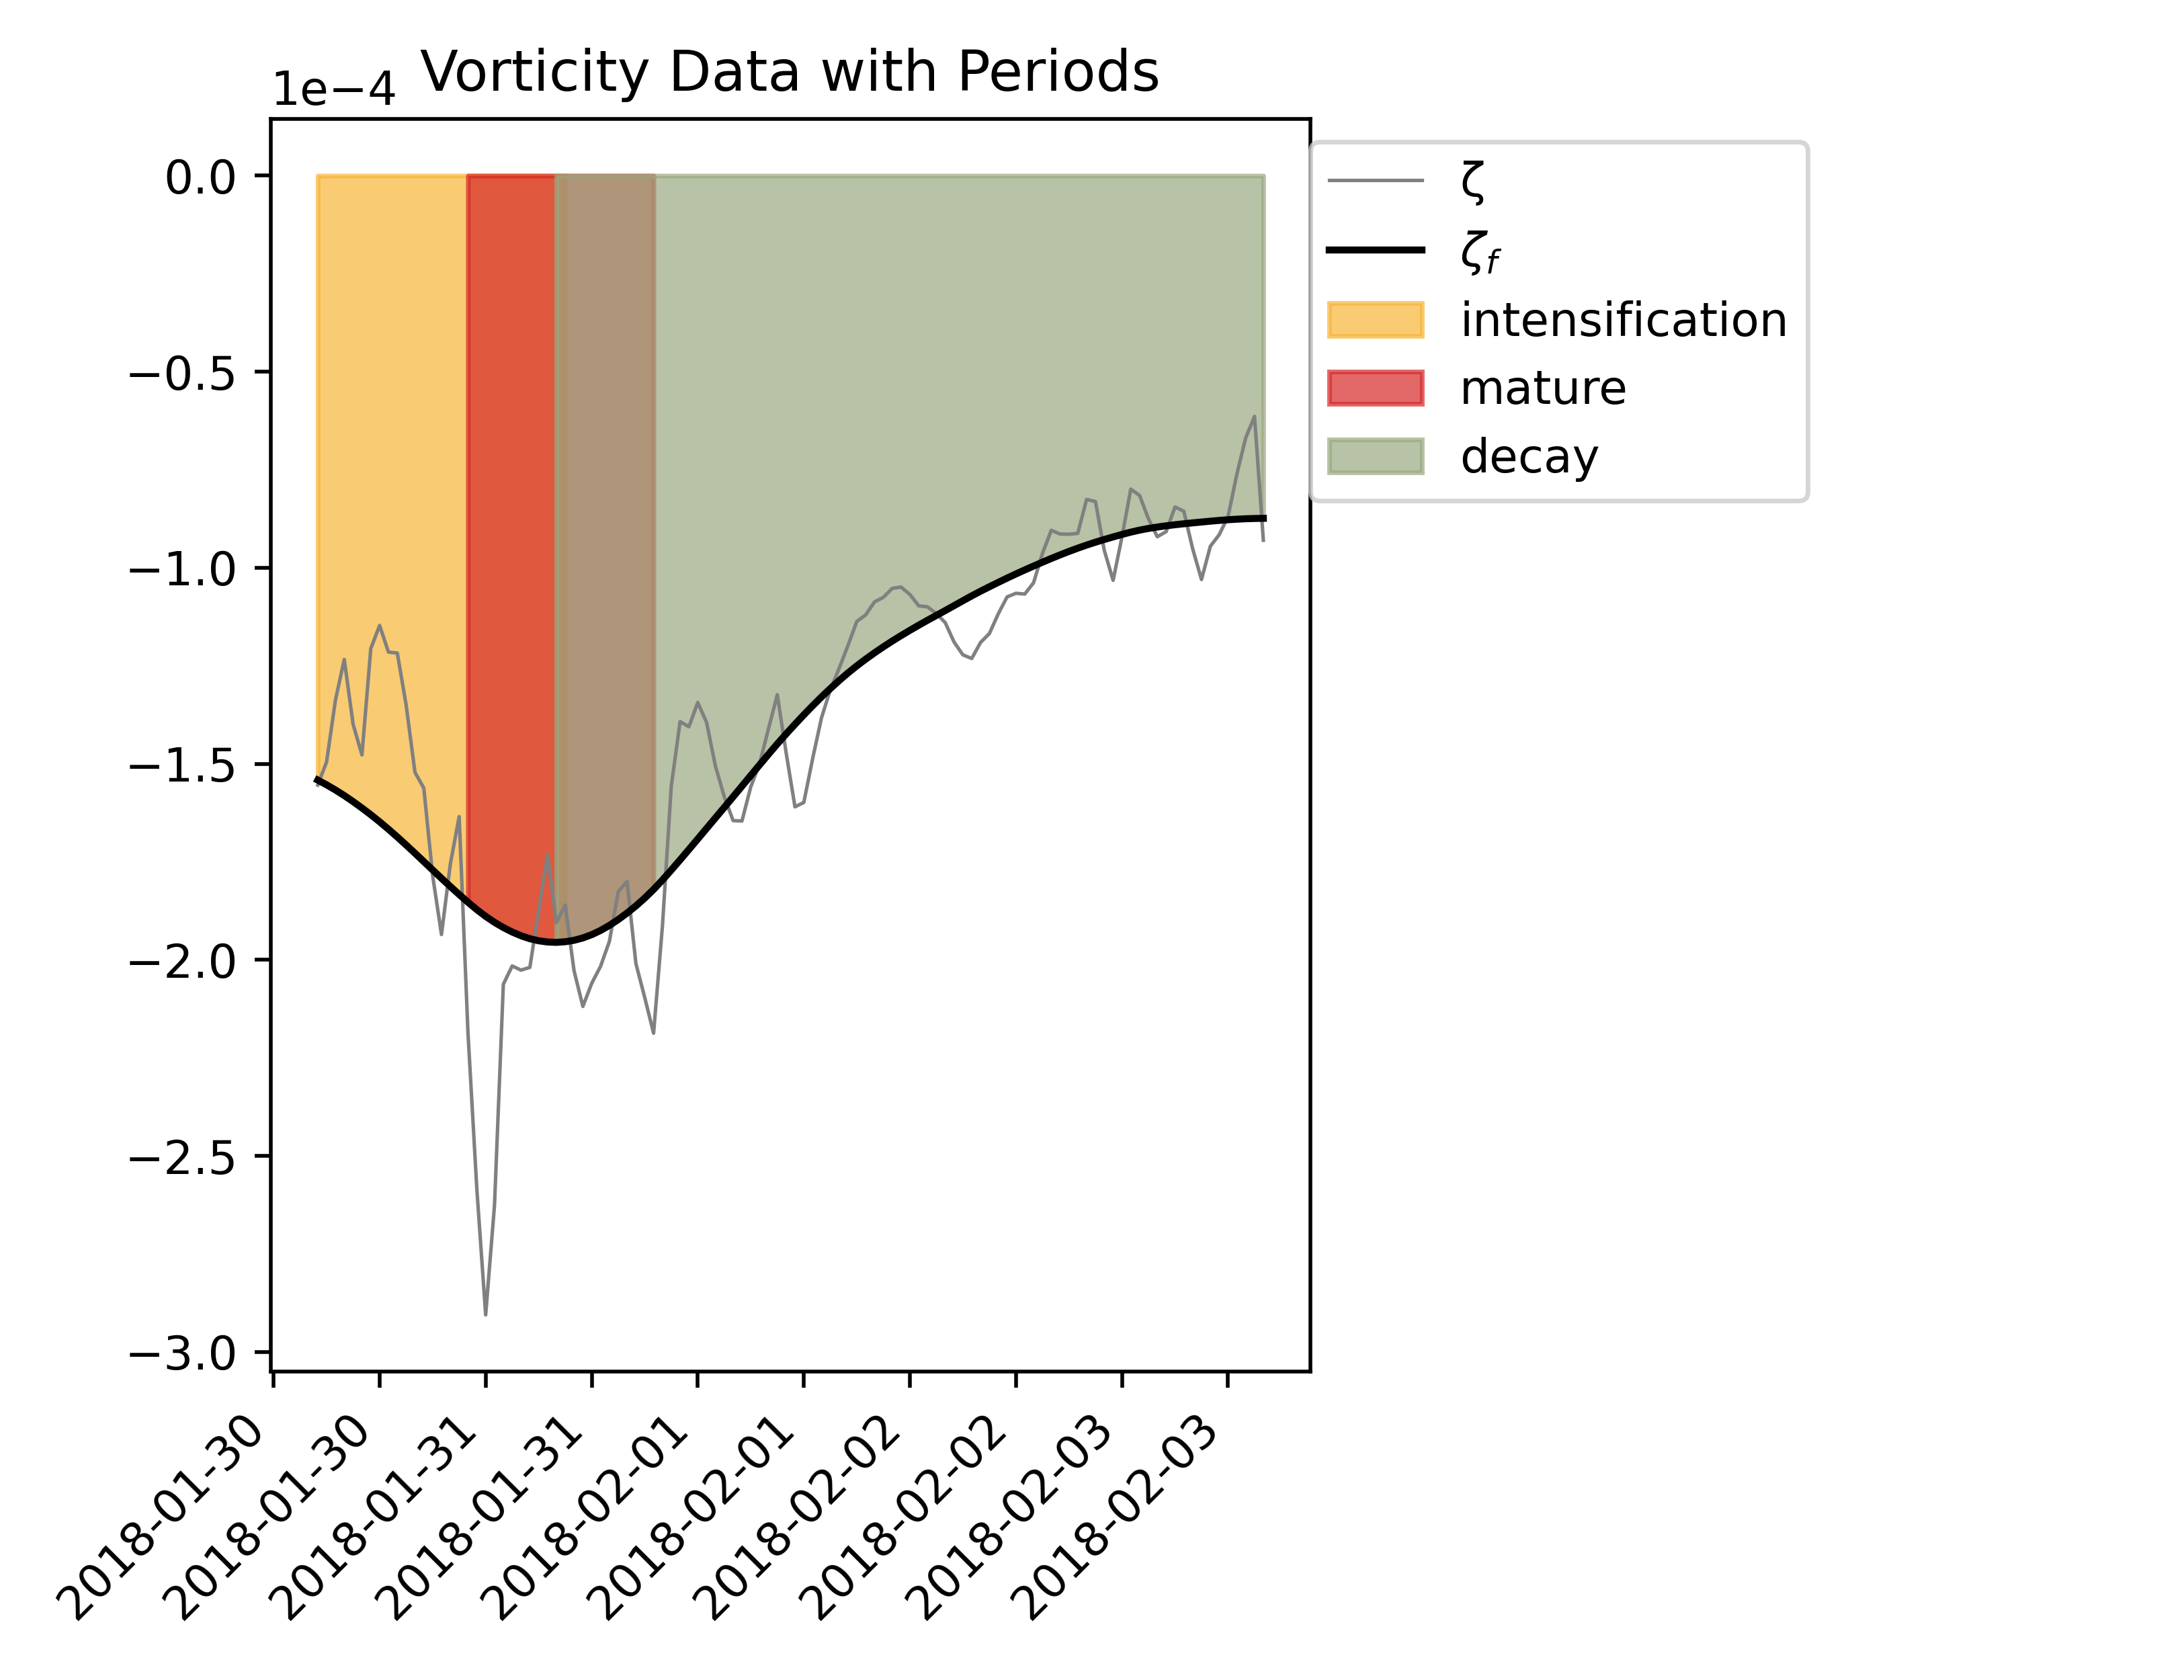 Vorticity Data with Periods
1e−4
0.0
−0.5
−1.0
−1.5
−2.0
−2.5
−3.0
2018-01-30
2018-01-30
2018-01-31
2018-01-31
2018-02-01
2018-02-01
2018-02-02
2018-02-02
2018-02-03
2018-02-03
ζ
ζf
intensification
mature
decay